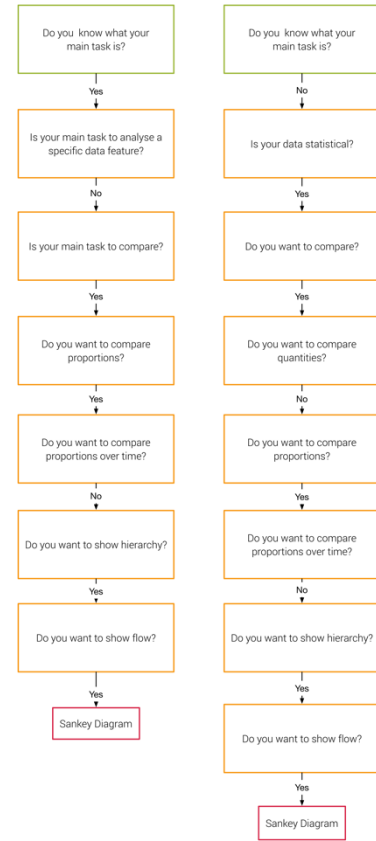 Do you know what your
main task is?
Yes
Is your main task to analyse a
specific data feature?
No
Is your main task to compare?
Yes
Do you want to compare
proportions?
Yes
Do you want to compare
proportions over time?
No
Do you want to show hierarchy?
Yes
Do you want to show flow?
Yes
Sankey Diagram
Do you know what your
main task is?
No
Is your data statistical?
Yes
Do you want to compare?
Yes
Do you want to compare
quantities?
No
Do you want to compare
proportions?
Yes
Do you want to compare
proportions over time?
No
Do you want to show hierarchy?
Yes
Do you want to show flow?
Yes
Sankey Diagram